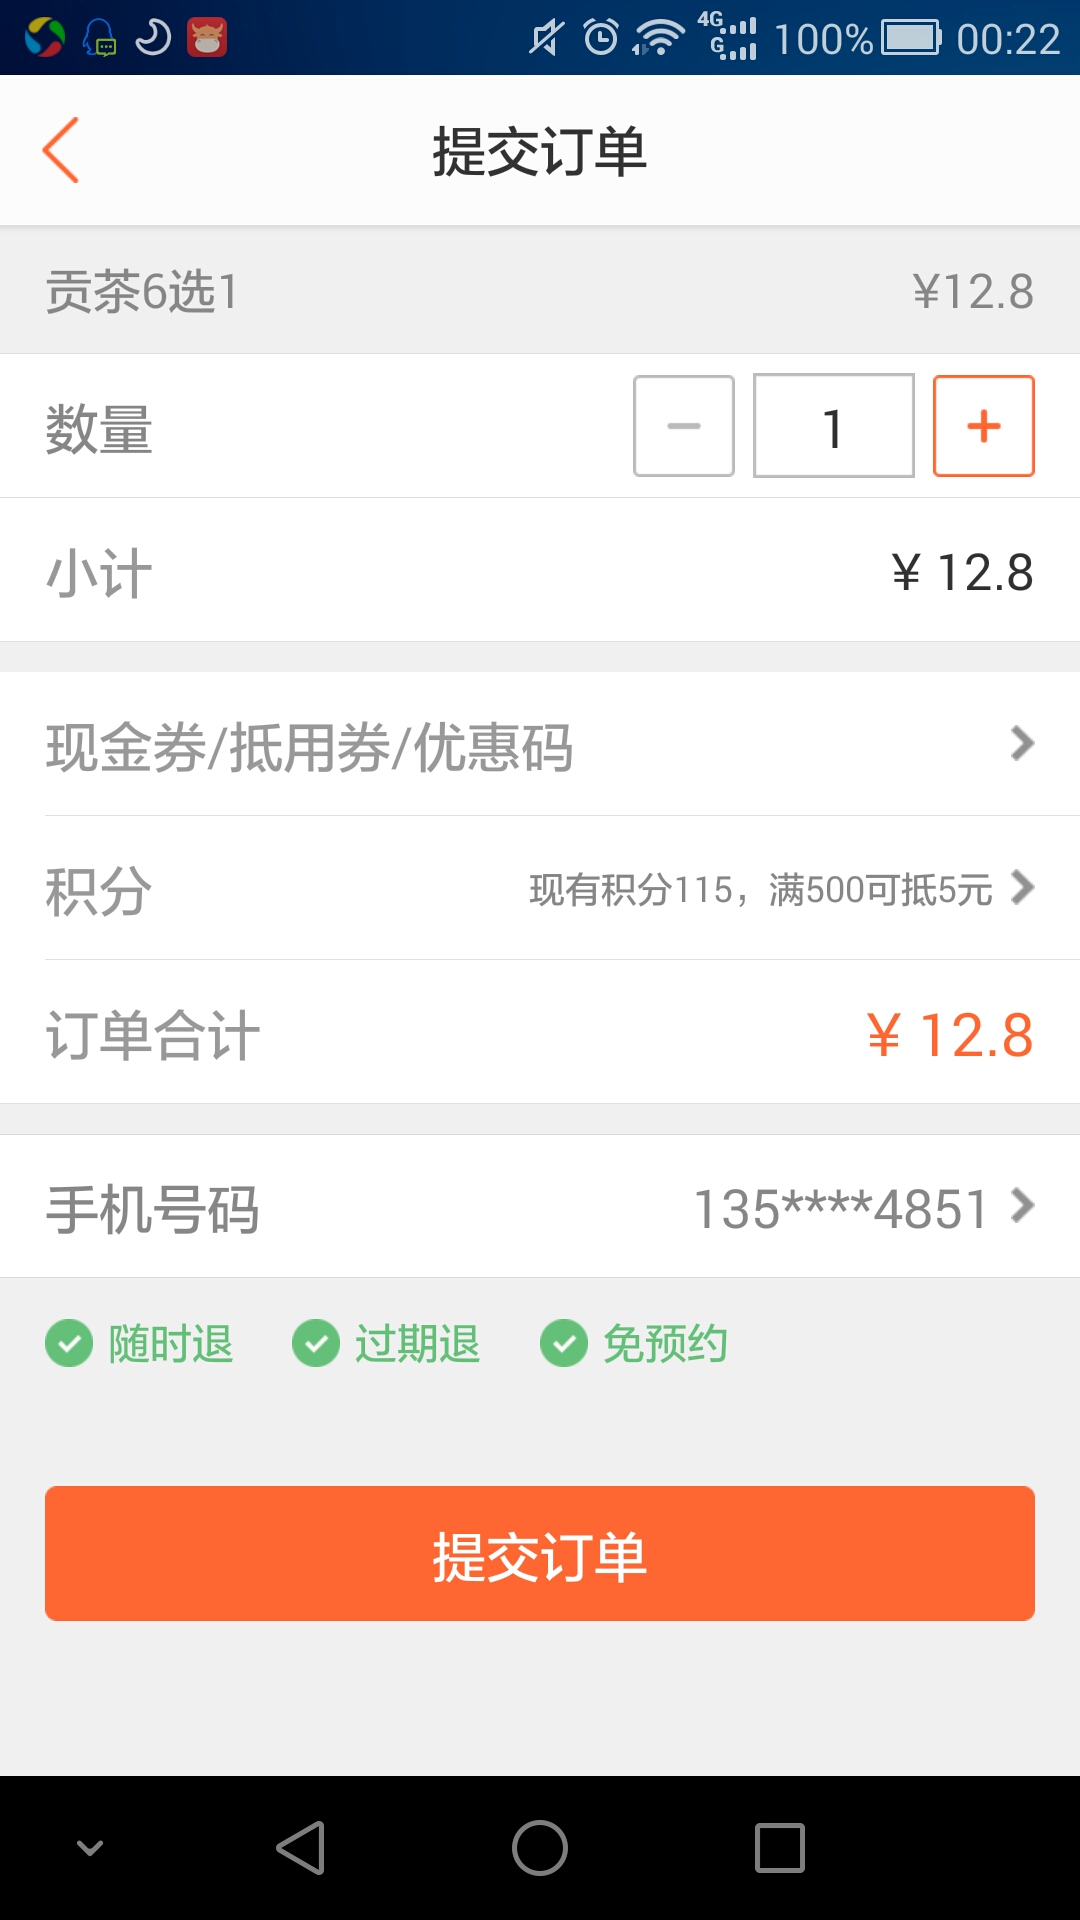 4G G 100% 00:22
提交订单
贡茶6选1 ¥12.8
数量 1
小计 ¥ 12.8
现金券/抵用券/优惠码
积分 现有积分115，满500可抵5元
订单合计 ¥ 12.8
手机号码 135****4851
随时退 过期退 免预约
提交订单